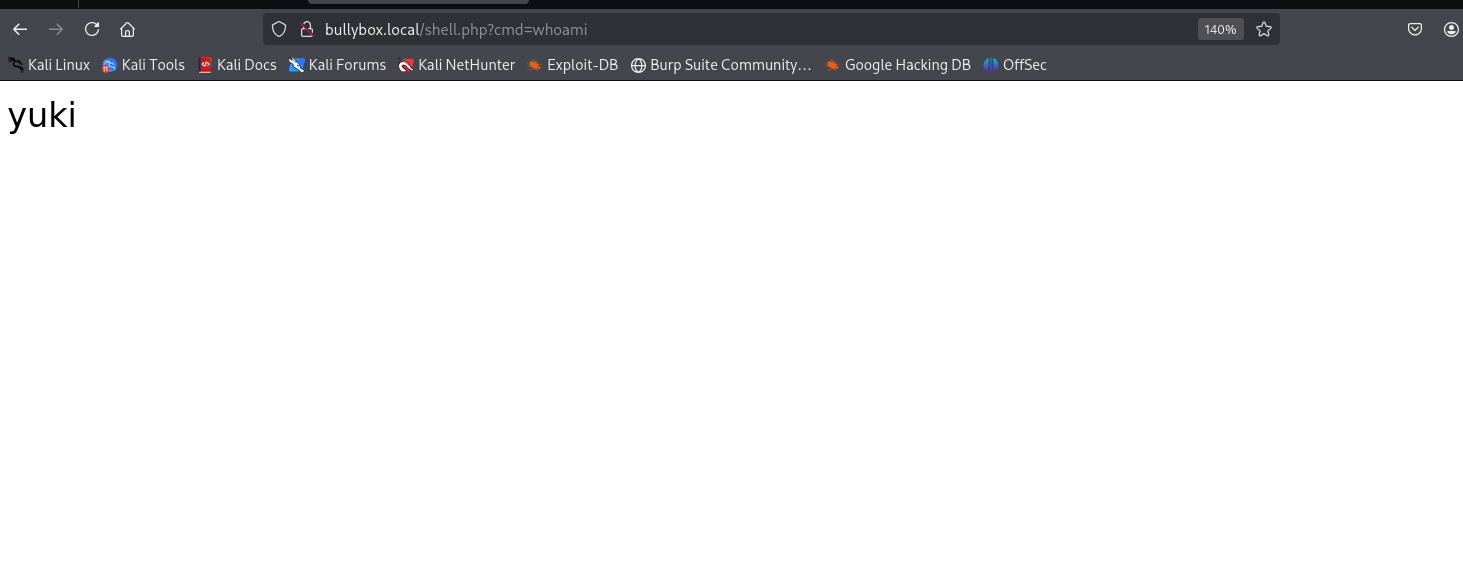 bullybox.local/shell.php?cmd=whoami 140%
Kali Linux Kali Tools Kali Docs Kali Forums Kali NetHunter Exploit-DB Burp Suite Community… Google Hacking DB OffSec
yuki